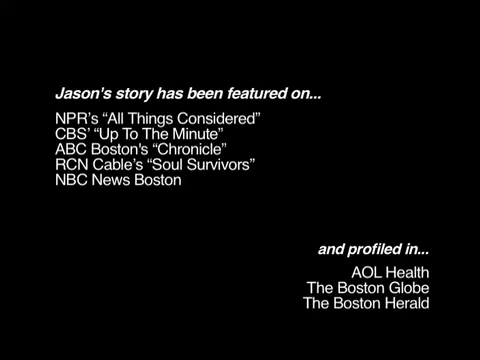 Jason's story has been featured on...
NPR’s “All Things Considered”
CBS’ “Up To The Minute”
ABC Boston's “Chronicle”
RCN Cable’s “Soul Survivors”
NBC News Boston
and profiled in...
AOL Health
The Boston Globe
The Boston Herald